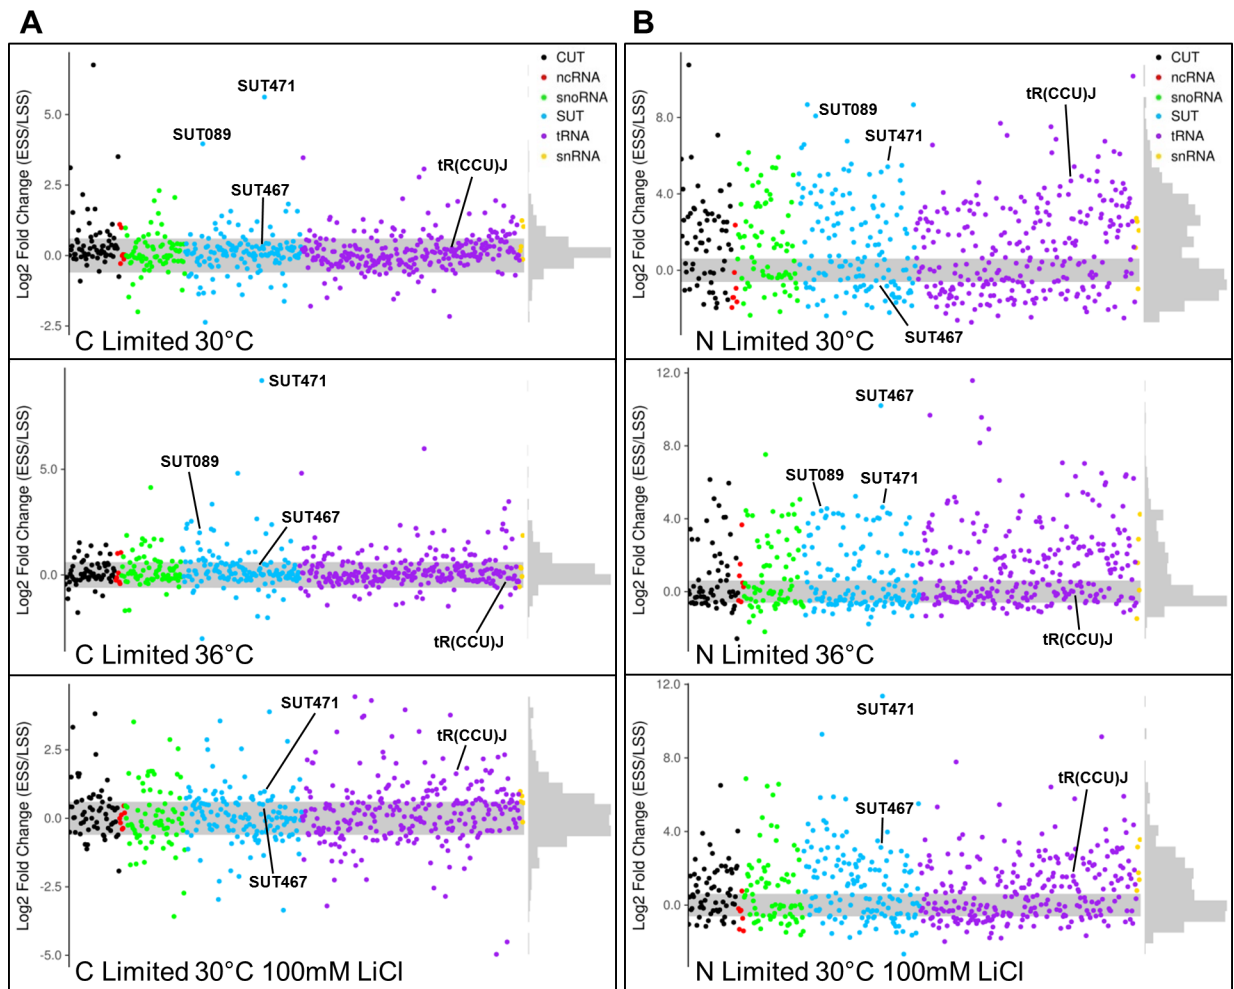 A
B
Log2 Fold Change (ESS/LSS)
5.0
2.5
0.0
-2.5
SUT471
SUT089
SUT467
tR(CCU)J
CUT
ncRNA
snoRNA
SUT
tRNA
snRNA
C Limited 30°C
Log2 Fold Change (ESS/LSS)
8.0
4.0
0.0
SUT089
SUT471
tR(CCU)J
SUT467
CUT
ncRNA
snoRNA
SUT
tRNA
snRNA
N Limited 30°C
Log2 Fold Change (ESS/LSS)
5.0
0.0
SUT471
SUT089
SUT467
tR(CCU)J
C Limited 36°C
Log2 Fold Change (ESS/LSS)
12.0
8.0
4.0
0.0
SUT467
SUT089
SUT471
tR(CCU)J
N Limited 36°C
Log2 Fold Change (ESS/LSS)
2.5
0.0
-2.5
-5.0
SUT471
tR(CCU)J
SUT467
C Limited 30°C 100mM LiCl
Log2 Fold Change (ESS/LSS)
12.0
8.0
4.0
0.0
SUT471
tR(CCU)J
SUT467
N Limited 30°C 100mM LiCl